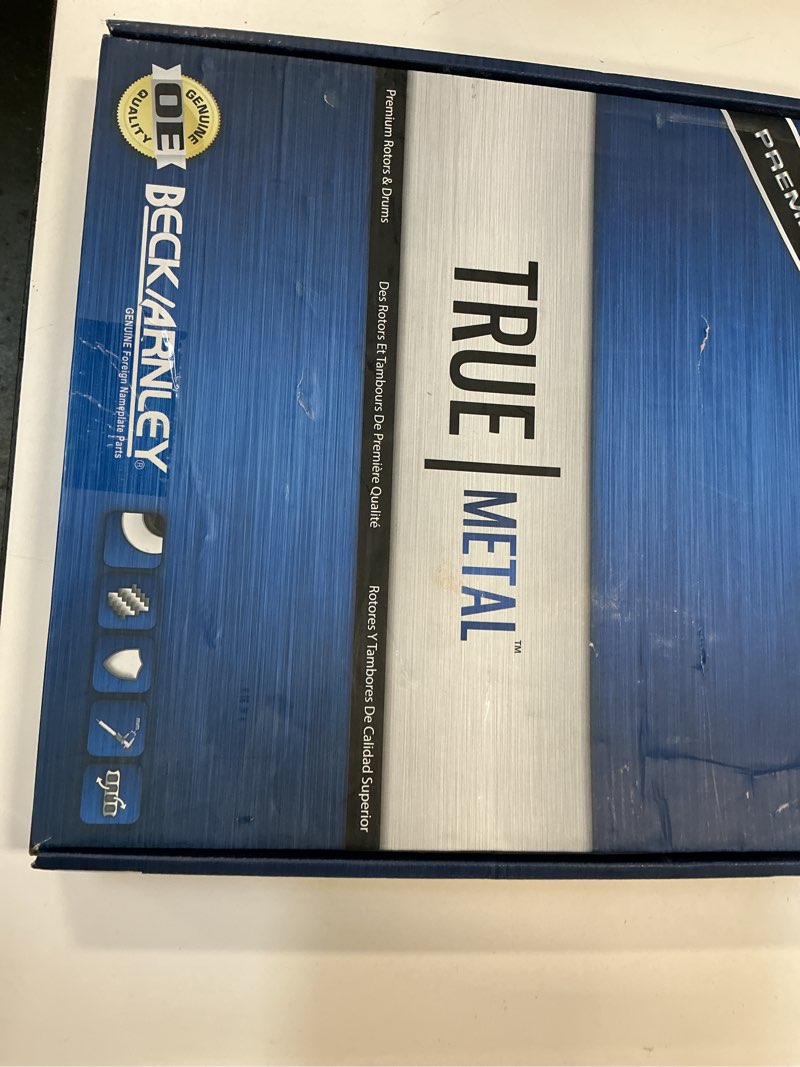 GENUINE
OE
QUALITY
BECK/ARNLEY®
GENUINE Foreign Nameplate Parts
Premium Rotors & Drums
Des Rotors Et Tambours De Première Qualité
Rotores Y Tambores De Calidad Superior
TRUE | METAL™